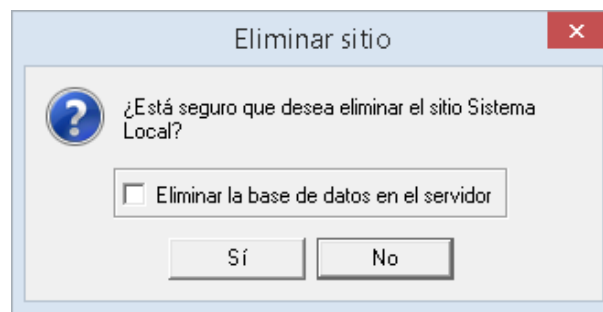 Eliminar sitio
¿Está seguro que desea eliminar el sitio Sistema
Local?
Eliminar la base de datos en el servidor
Sí
No